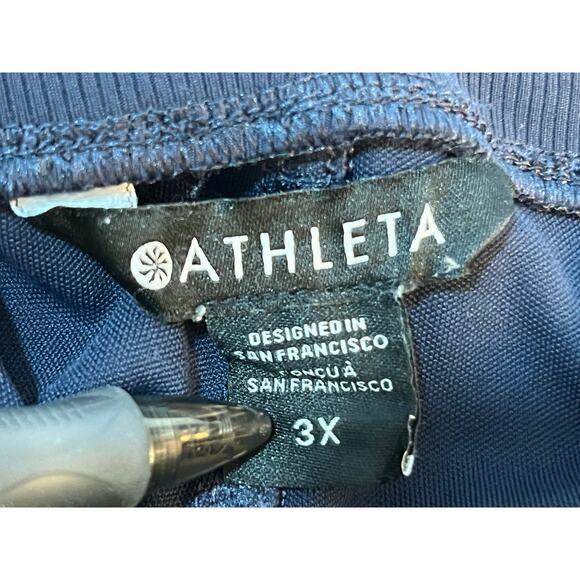 ATHLETA
DESIGNED IN
SAN FRANCISCO
CONÇU À
SAN FRANCISCO
3X